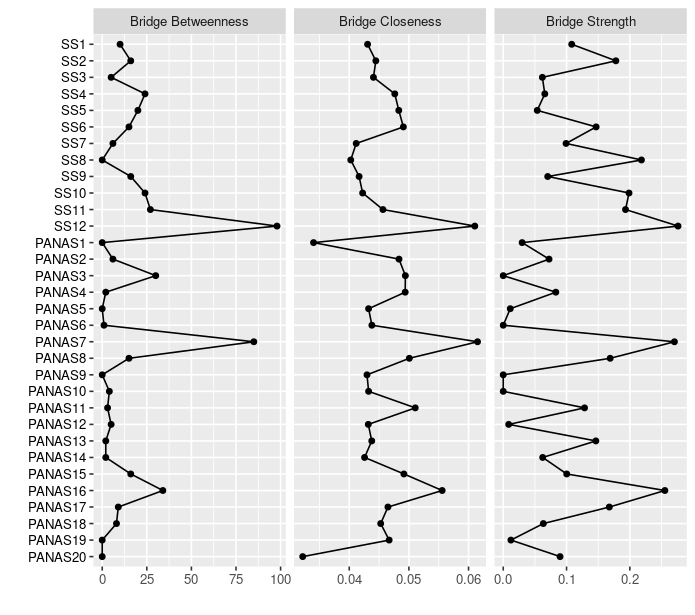 Bridge Betweenness Bridge Closeness Bridge Strength
SS1
SS2
SS3
SS4
SS5
SS6
SS7
SS8
SS9
SS10
SS11
SS12
PANAS1
PANAS2
PANAS3
PANAS4
PANAS5
PANAS6
PANAS7
PANAS8
PANAS9
PANAS10
PANAS11
PANAS12
PANAS13
PANAS14
PANAS15
PANAS16
PANAS17
PANAS18
PANAS19
PANAS20
0 25 50 75 100 0.04 0.05 0.06 0.0 0.1 0.2